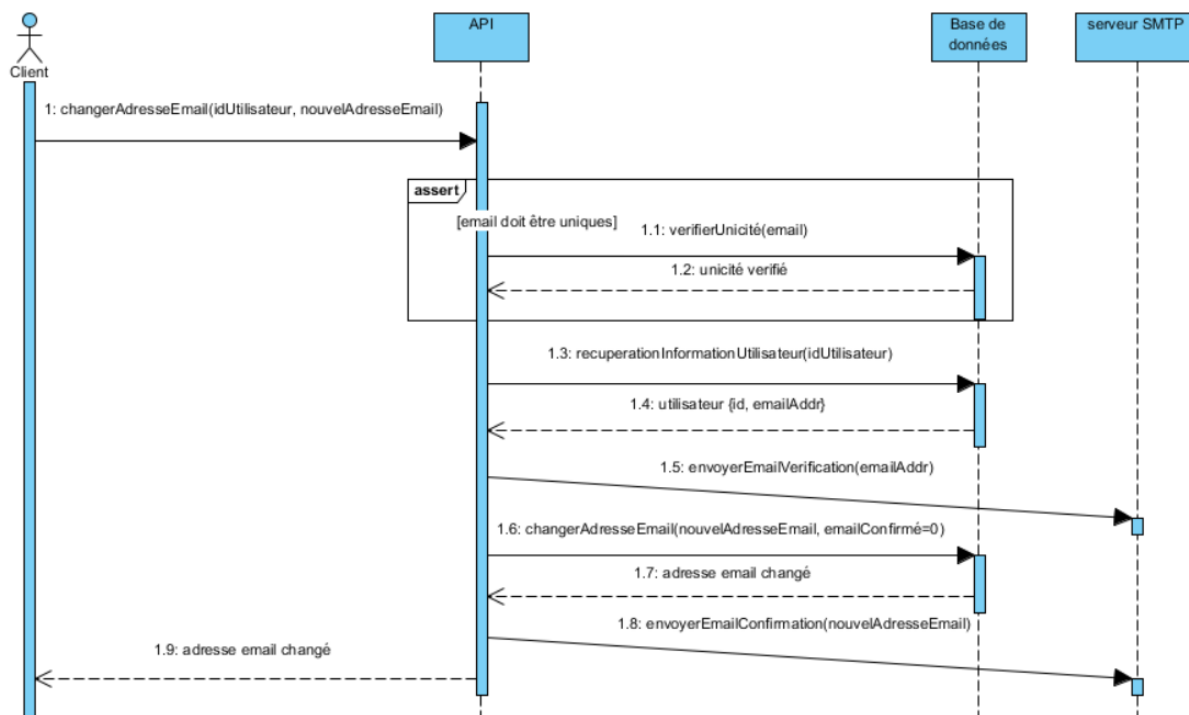 Client
API
Base de
données
serveur SMTP
1: changerAdresseEmail(idUtilisateur, nouvelAdresseEmail)
assert
[email doit être uniques]
1.1: verifierUnicité(email)
1.2: unicité verifié
1.3: recuperationInformationUtilisateur(idUtilisateur)
1.4: utilisateur {id, emailAddr}
1.5: envoyerEmailVerification(emailAddr)
1.6: changerAdresseEmail(nouvelAdresseEmail, emailConfirmé=0)
1.7: adresse email changé
1.8: envoyerEmailConfirmation(nouvelAdresseEmail)
1.9: adresse email changé